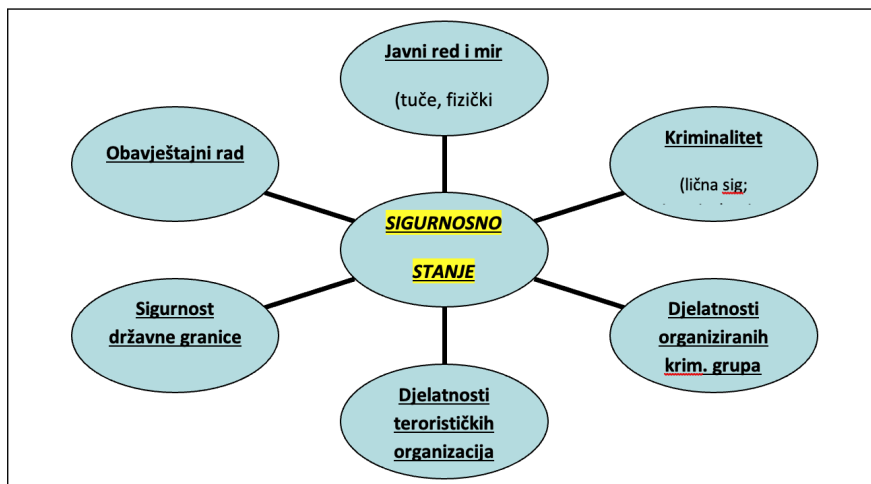 Javni red i mir
(tuče, fizički
Obavještajni rad
Kriminalitet
(lična sig;
SIGURNOSNO
STANJE
Sigurnost
državne granice
Djelatnosti
organiziranih
krim. grupa
Djelatnosti
terorističkih
organizacija